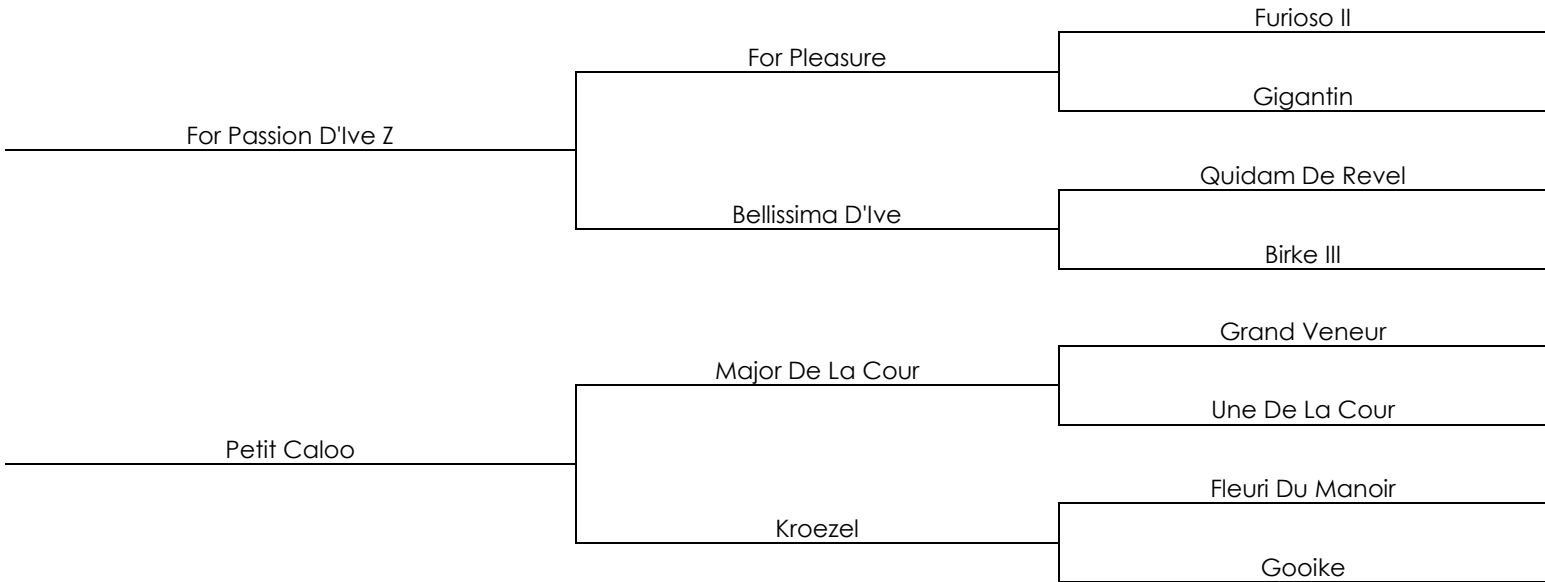 Furioso II
For Pleasure
Gigantin
For Passion D'Ive Z
Quidam De Revel
Bellissima D'Ive
Birke III
Grand Veneur
Major De La Cour
Une De La Cour
Petit Caloo
Fleuri Du Manoir
Kroezel
Gooike